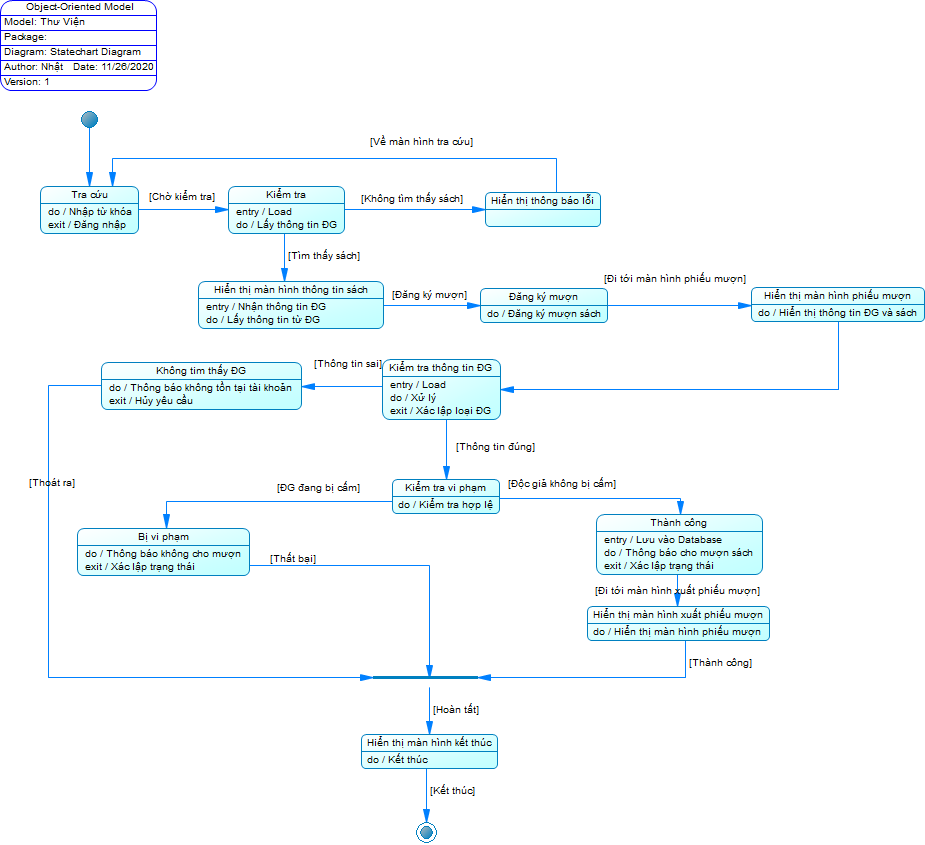 Object-Oriented Model
Model: Thư Viện
Package:
Diagram: Statechart Diagram
Author: Nhật Date: 11/26/2020
Version: 1
[Về màn hình tra cứu]
Tra cứu
do / Nhập từ khóa
exit / Đăng nhập
[Chờ kiểm tra]
Kiểm tra
entry / Load
do / Lấy thông tin ĐG
[Không tìm thấy sách]
Hiển thị thông báo lỗi
[Tìm thấy sách]
Hiển thị màn hình thông tin sách
entry / Nhận thông tin ĐG
do / Lấy thông tin từ ĐG
[Đăng ký mượn]
Đăng ký mượn
do / Đăng ký mượn sách
[Đi tới màn hình phiếu mượn]
Hiển thị màn hình phiếu mượn
do / Hiển thị thông tin ĐG và sách
Không tìm thấy ĐG
do / Thông báo không tồn tại tài khoản
exit / Hủy yêu cầu
[Thông tin sai]
Kiểm tra thông tin ĐG
entry / Load
do / Xử lý
exit / Xác lập loại ĐG
[Thông tin đúng]
[Thoát ra]
[ĐG đang bị cấm]
Kiểm tra vi phạm
do / Kiểm tra hợp lệ
[Độc giả không bị cấm]
Bị vi phạm
do / Thông báo không cho mượn
exit / Xác lập trạng thái
[Thất bại]
Thành công
entry / Lưu vào Database
do / Thông báo cho mượn sách
exit / Xác lập trạng thái
[Đi tới màn hình xuất phiếu mượn]
Hiển thị màn hình xuất phiếu mượn
do / Hiển thị màn hình phiếu mượn
[Thành công]
[Hoàn tất]
Hiển thị màn hình kết thúc
do / Kết thúc
[Kết thúc]